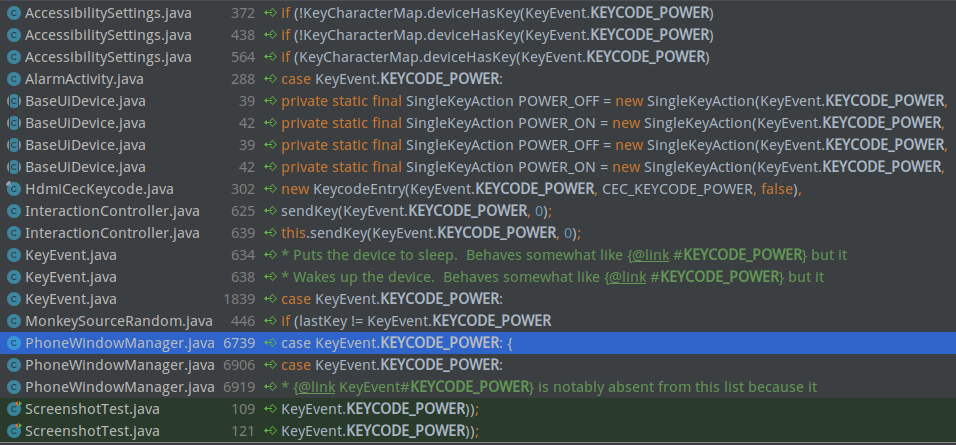 AccessibilitySettings.java 372 if (!KeyCharacterMap.deviceHasKey(KeyEvent.KEYCODE_POWER)
AccessibilitySettings.java 438 if (!KeyCharacterMap.deviceHasKey(KeyEvent.KEYCODE_POWER)
AccessibilitySettings.java 564 if (KeyCharacterMap.deviceHasKey(KeyEvent.KEYCODE_POWER)
AlarmActivity.java 288 case KeyEvent.KEYCODE_POWER:
BaseUiDevice.java 39 private static final SingleKeyAction POWER_OFF = new SingleKeyAction(KeyEvent.KEYCODE_POWER,
BaseUiDevice.java 42 private static final SingleKeyAction POWER_ON = new SingleKeyAction(KeyEvent.KEYCODE_POWER,
BaseUiDevice.java 39 private static final SingleKeyAction POWER_OFF = new SingleKeyAction(KeyEvent.KEYCODE_POWER,
BaseUiDevice.java 42 private static final SingleKeyAction POWER_ON = new SingleKeyAction(KeyEvent.KEYCODE_POWER,
HdmiCecKeycode.java 302 new KeycodeEntry(KeyEvent.KEYCODE_POWER, CEC_KEYCODE_POWER, false),
InteractionController.java 625 sendKey(KeyEvent.KEYCODE_POWER, 0);
InteractionController.java 639 this.sendKey(KeyEvent.KEYCODE_POWER, 0);
KeyEvent.java 634 * Puts the device to sleep. Behaves somewhat like {@link #KEYCODE_POWER} but it
KeyEvent.java 638 * Wakes up the device. Behaves somewhat like {@link #KEYCODE_POWER} but it
KeyEvent.java 1839 case KeyEvent.KEYCODE_POWER:
MonkeySourceRandom.java 446 if (lastKey != KeyEvent.KEYCODE_POWER
PhoneWindowManager.java 6739 case KeyEvent.KEYCODE_POWER: {
PhoneWindowManager.java 6906 case KeyEvent.KEYCODE_POWER:
PhoneWindowManager.java 6919 * {@link KeyEvent#KEYCODE_POWER} is notably absent from this list because it
ScreenshotTest.java 109 KeyEvent.KEYCODE_POWER));
ScreenshotTest.java 121 KeyEvent.KEYCODE_POWER));